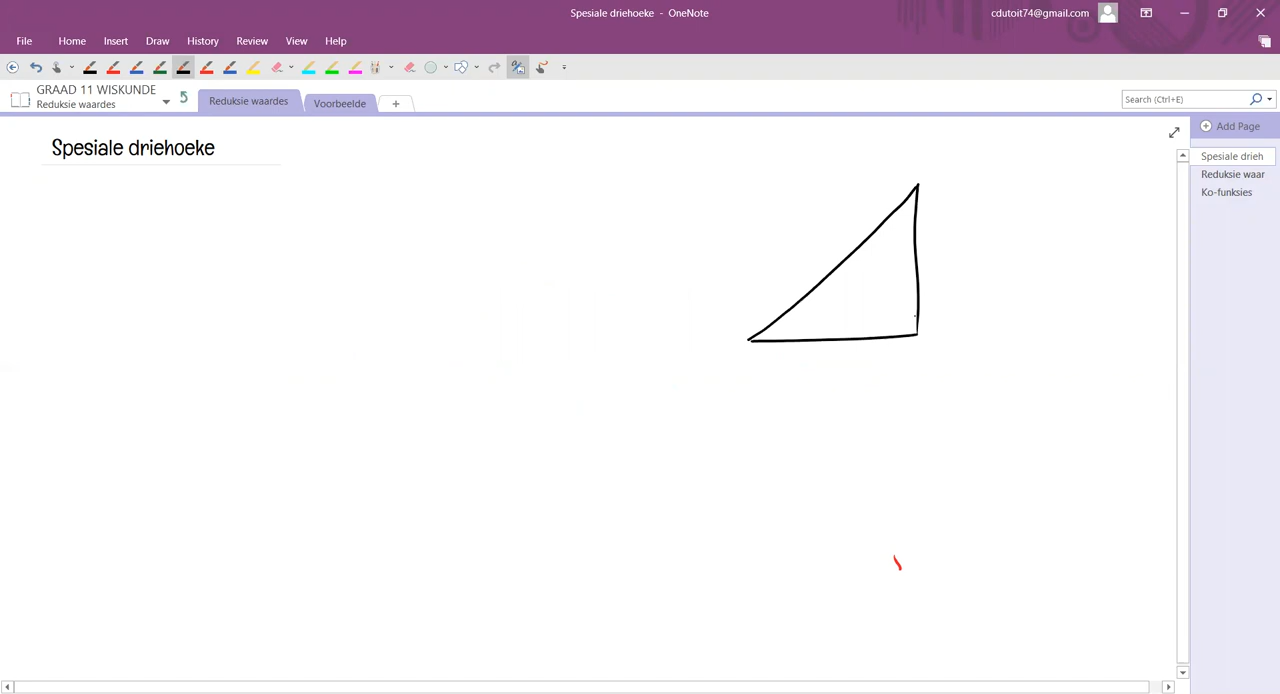 Spesiale driehoeke - OneNote
cdutoit74@gmail.com
File Home Insert Draw History Review View Help
GRAAD 11 WISKUNDE
Reduksie waardes
Reduksie waardes
Voorbeelde
+
Search (Ctrl+E)
Add Page
Spesiale driehoeke
Spesiale drieh
Reduksie waar
Ko-funksies